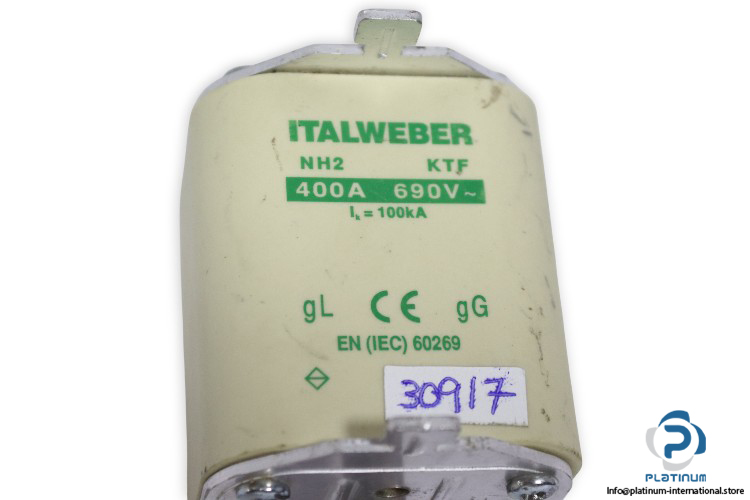 ITALWEBER
NH2 KTF
400A 690V~
Ik = 100kA
gL CE gG
EN (IEC) 60269
30917
PLATINUM
Info@platinum-international.store